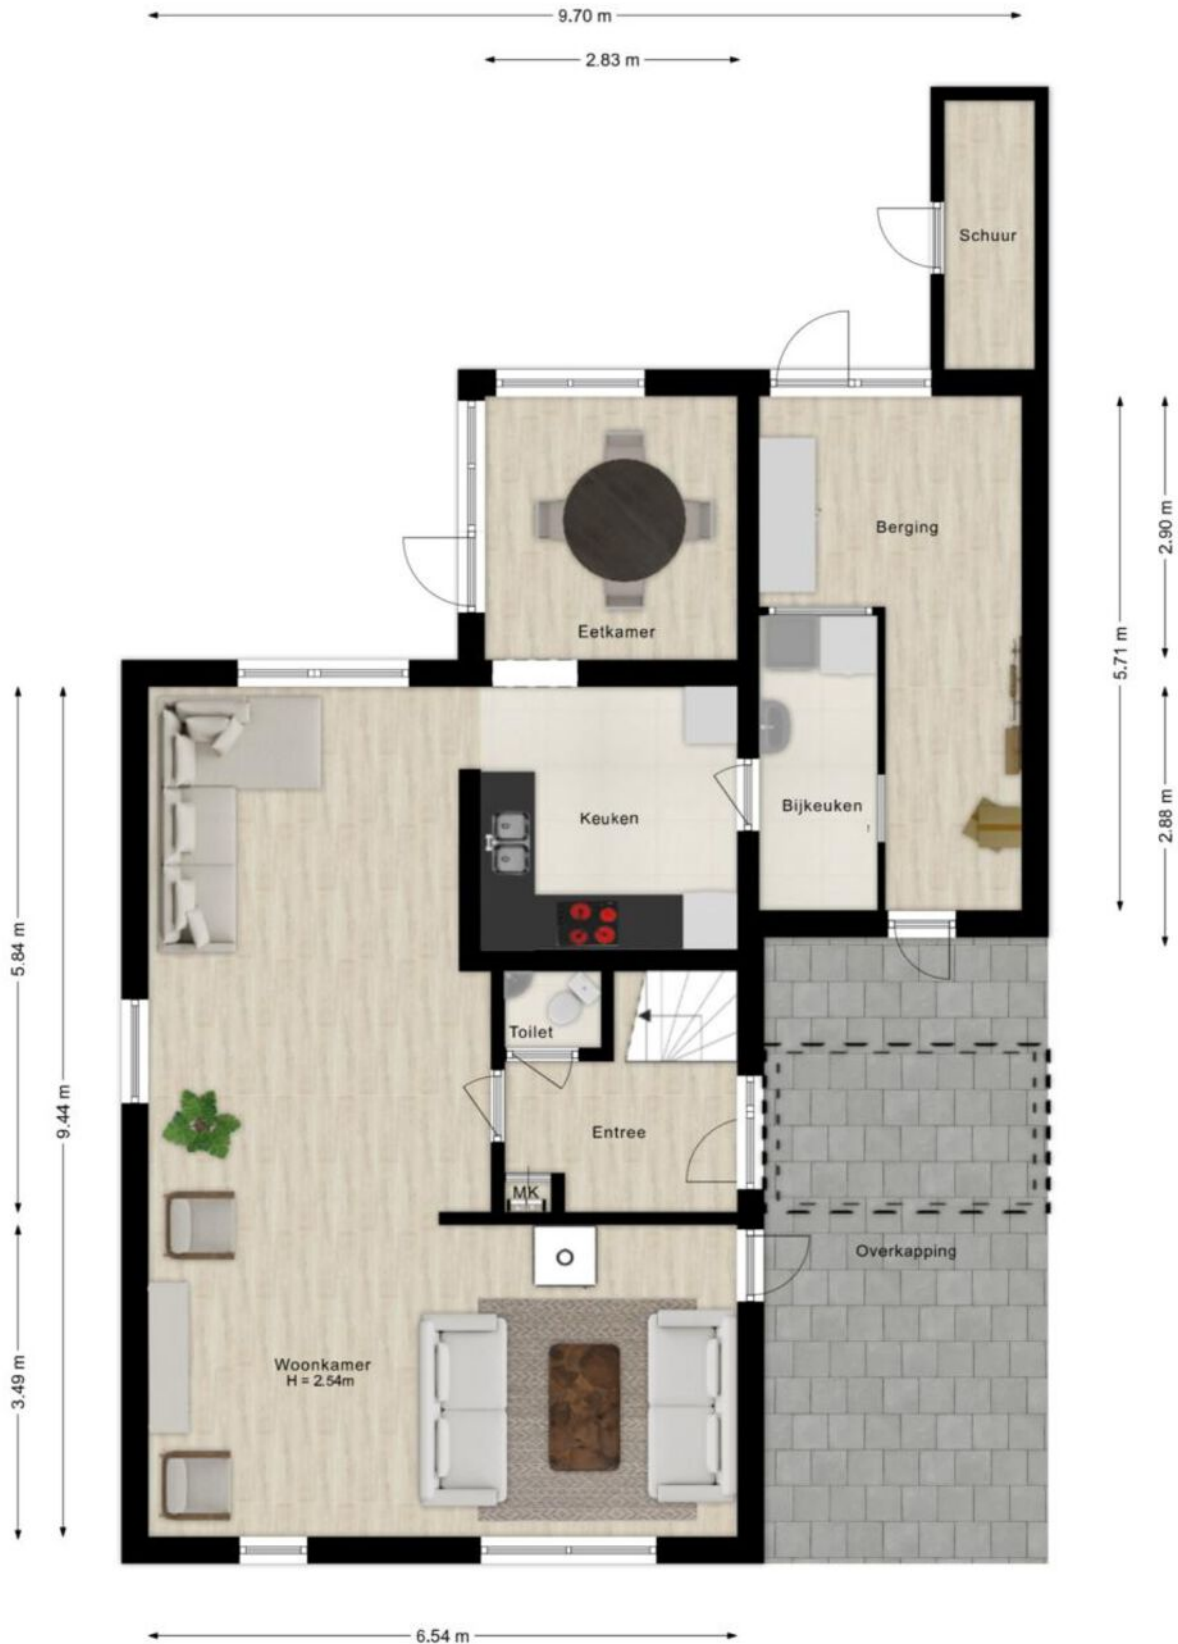 9.70 m
2.83 m
Schuur
Berging
2.90 m
Eetkamer
5.71 m
Bijkeuken
Keuken
2.88 m
5.84 m
Toilet
9.44 m
Entree
MK
Overkapping
Woonkamer
H = 2.54m
3.49 m
6.54 m